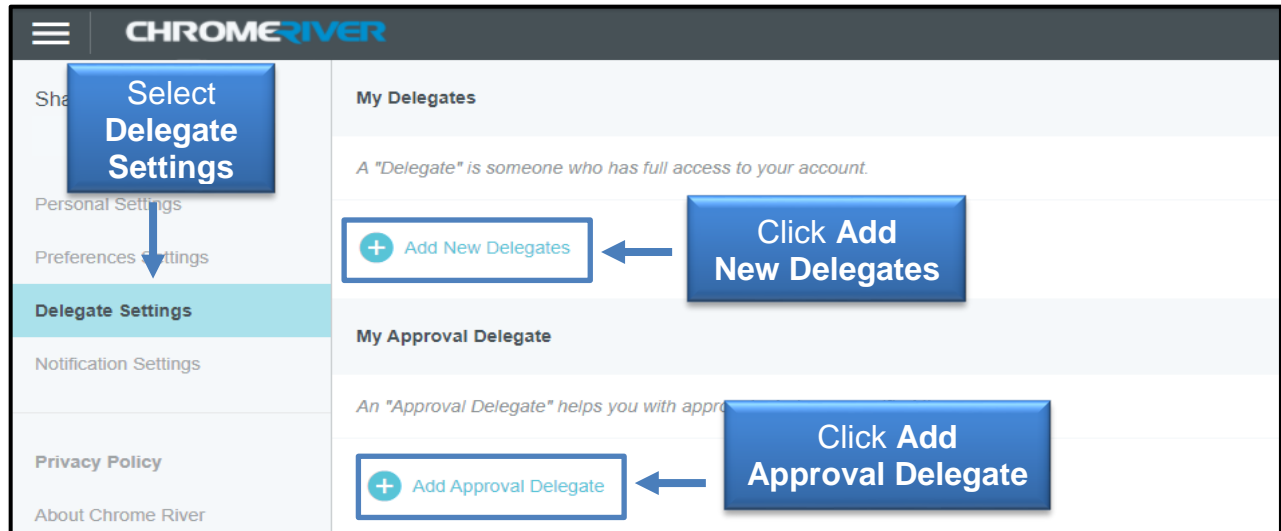 CHROMERIVER
Select
Delegate
Settings
Personal Settings
Preferences Settings
Delegate Settings
Notification Settings
Privacy Policy
About Chrome River
My Delegates
A "Delegate" is someone who has full access to your account.
Add New Delegates
Click Add
New Delegates
My Approval Delegate
An "Approval Delegate" helps you with
Add Approval Delegate
Click Add
Approval Delegate